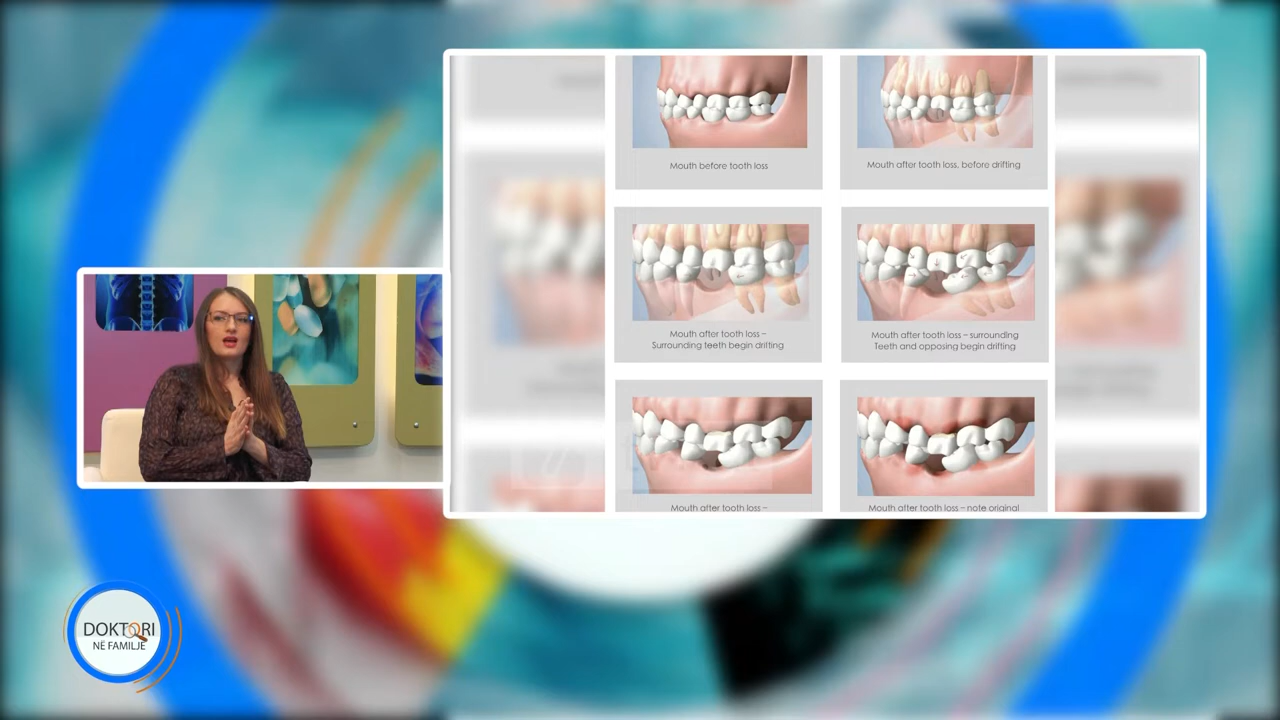 Mouth before tooth loss
Mouth after tooth loss, before drifting
Mouth after tooth loss –
Surrounding teeth begin drifting
Mouth after tooth loss – surrounding
Teeth and opposing begin drifting
Mouth after tooth loss –
Mouth after tooth loss – note original
DOKTORI
NË FAMILJE